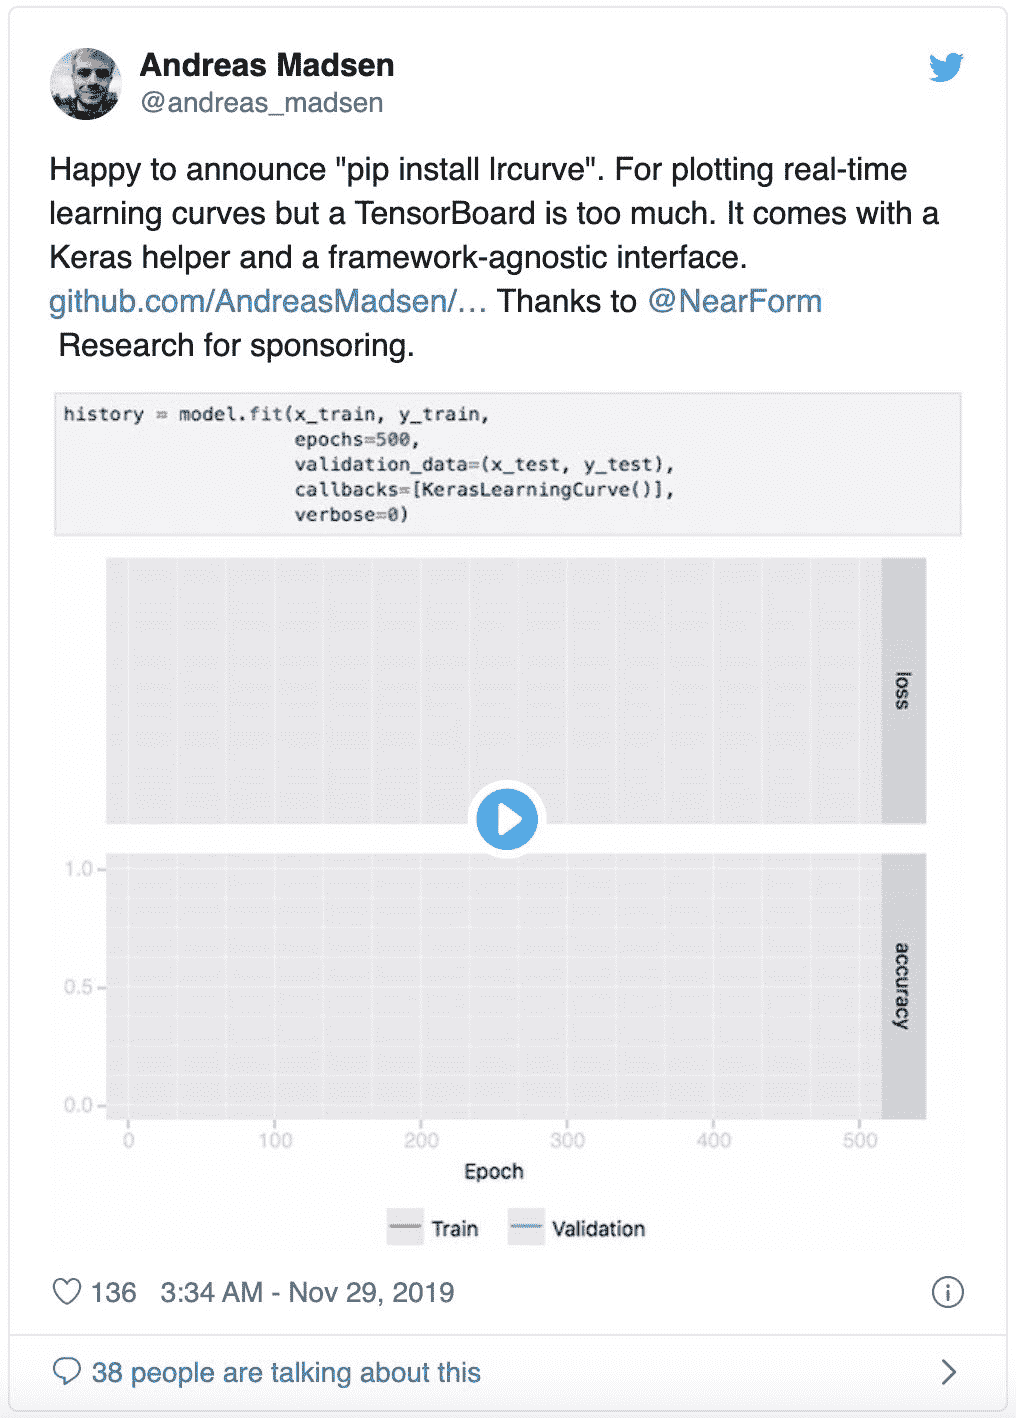 Andreas Madsen
@andreas_madsen
Happy to announce "pip install lrcurve". For plotting real-time
learning curves but a TensorBoard is too much. It comes with a
Keras helper and a framework-agnostic interface.
github.com/AndreasMadsen/… Thanks to @NearForm
Research for sponsoring.
history = model.fit(x_train, y_train,
epochs=500,
validation_data=(x_test, y_test),
callbacks=[KerasLearningCurve()],
verbose=0)
loss
1.0
0.5
0.0
accuracy
0 100 200 300 400 500
Epoch
Train Validation
136 3:34 AM - Nov 29, 2019
38 people are talking about this